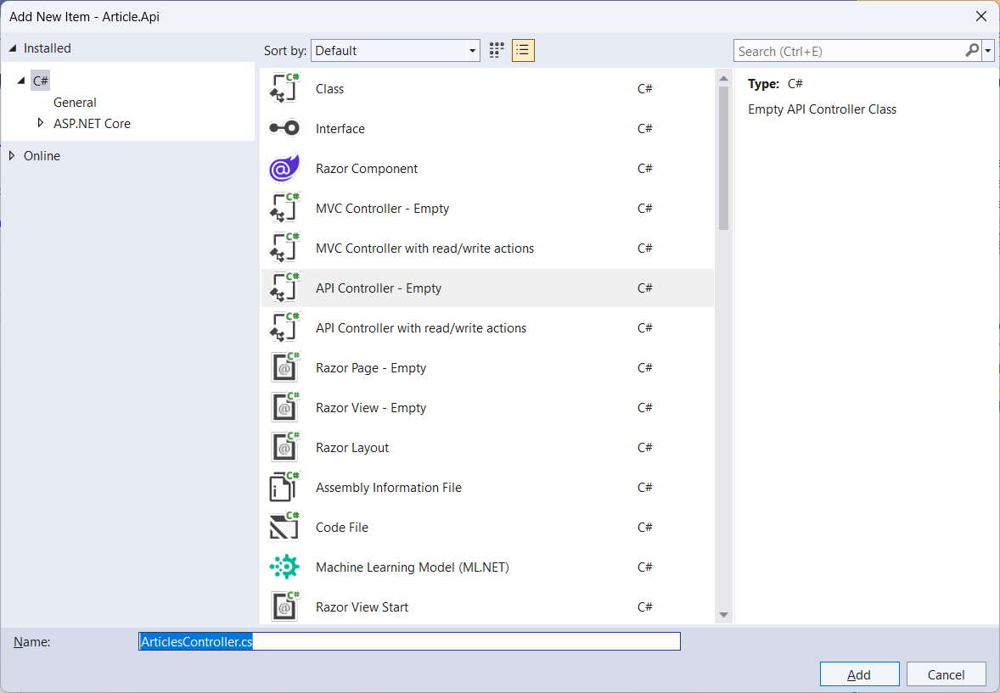 Add New Item - Article.Api
Installed
C#
General
ASP.NET Core
Online
Sort by: Default
Search (Ctrl+E)
Class C#
Interface C#
Razor Component C#
MVC Controller - Empty C#
MVC Controller with read/write actions C#
API Controller - Empty C#
API Controller with read/write actions C#
Razor Page - Empty C#
Razor View - Empty C#
Razor Layout C#
Assembly Information File C#
Code File C#
Machine Learning Model (ML.NET) C#
Razor View Start C#
Type: C#
Empty API Controller Class
Name: ArticlesController.cs
Add Cancel